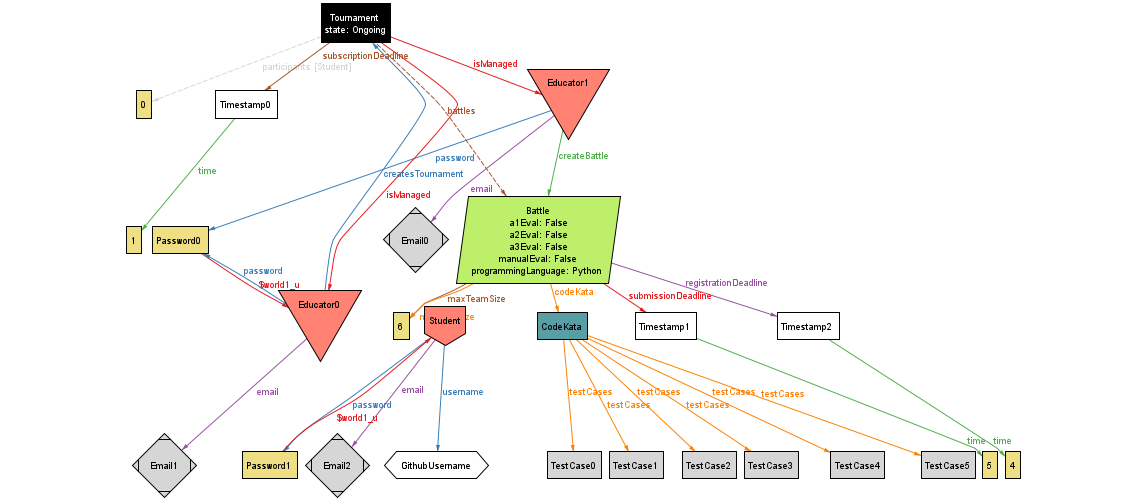 Tournament
state: Ongoing
subscriptionDeadline
participants [Student]
isManaged
Educator1
0
Timestamp0
battles
createBattle
password
time
createsTournament
email
isManaged
Battle
a1Eval: False
a2Eval: False
a3Eval: False
manualEval: False
programmingLanguage: Python
1
Password0
Email0
password
$world1_u
registrationDeadline
codeKata
submissionDeadline
maxTeamSize
Educator0
6
Student
CodeKata
Timestamp1
Timestamp2
email
email
username
testCases
testCases
testCases
testCases
testCases
testCases
password
$world1_u
time
time
Email1
Password1
Email2
GithubUsername
TestCase0
TestCase1
TestCase2
TestCase3
TestCase4
TestCase5
5
4